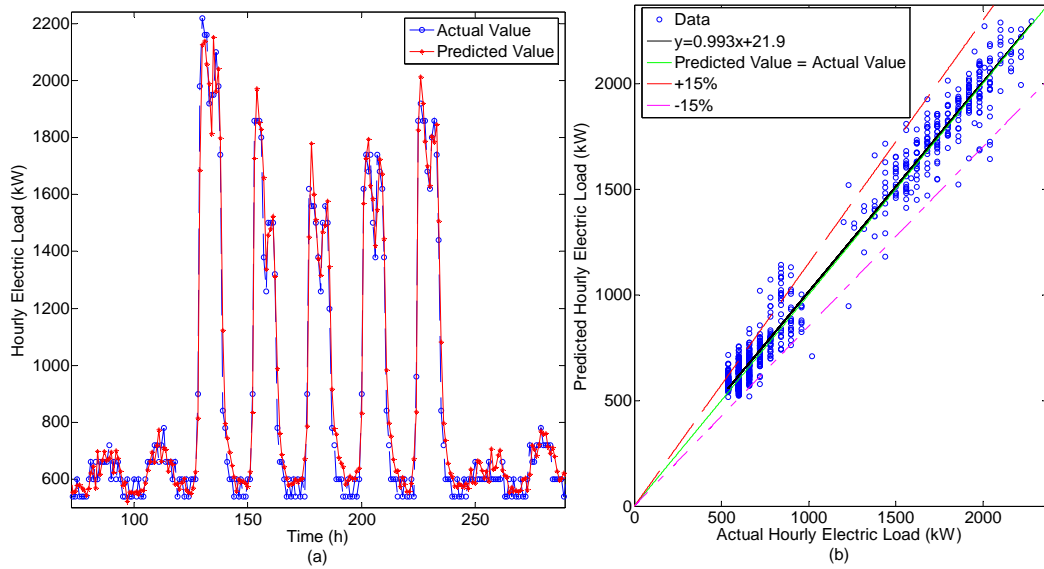 2200
2000
1800
1600
1400
1200
1000
800
600
Hourly Electric Load (kW)
100
150
200
250
Time (h)
(a)
Actual Value
Predicted Value
2000
1500
1000
500
0
Predicted Hourly Electric Load (kW)
0
500
1000
1500
2000
Actual Hourly Electric Load (kW)
(b)
Data
y=0.993x+21.9
Predicted Value = Actual Value
+15%
-15%